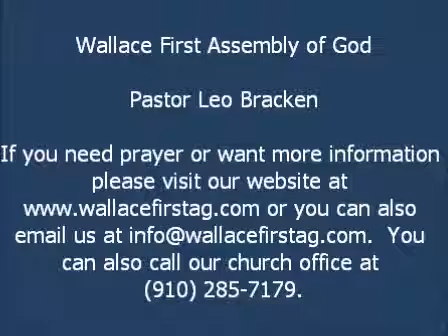 Wallace First Assembly of God
Pastor Leo Bracken
If you need prayer or want more information
please visit our website at
www.wallacefirstag.com or you can also
email us at info@wallacefirstag.com.  You
can also call our church office at
(910) 285-7179.